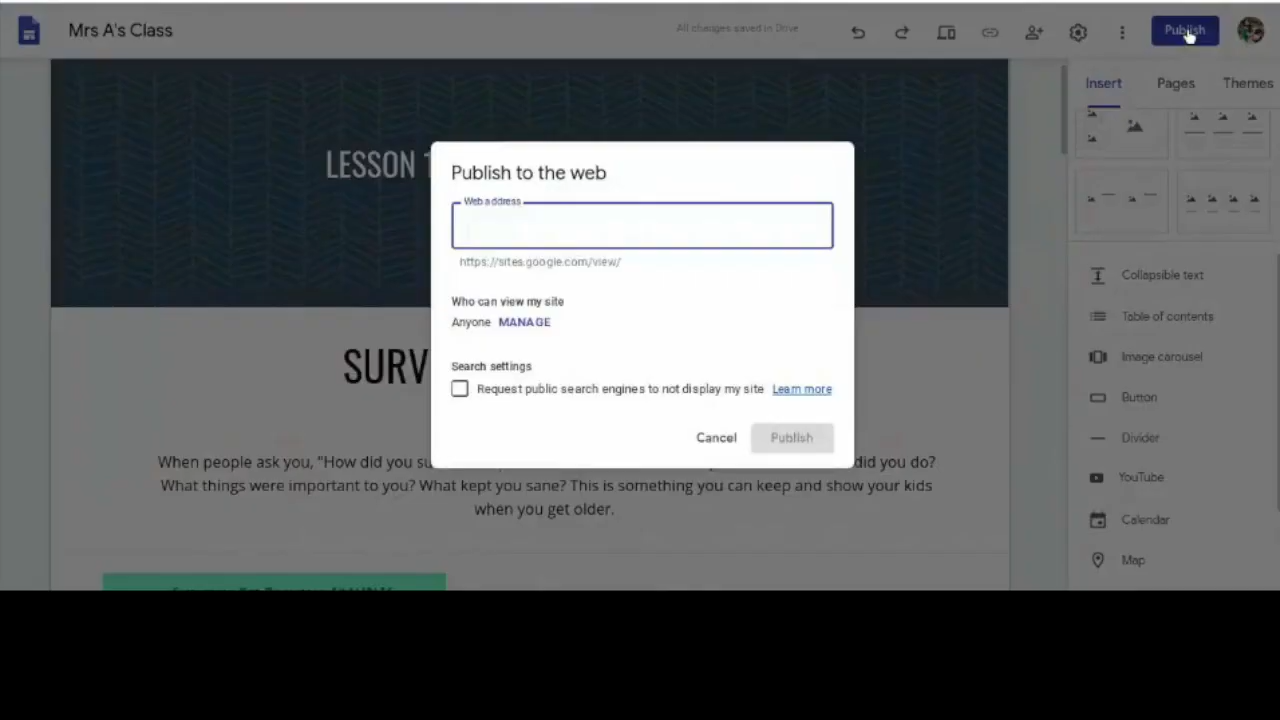 Mrs A's Class
All changes saved in Drive
Publish
Insert
Pages
Themes
LESSON 1
Publish to the web
Web address
https://sites.google.com/view/
Who can view my site
Anyone MANAGE
Search settings
Request public search engines to not display my site Learn more
Cancel
Publish
SURV
When people ask you, "How did you su
did you do?
What things were important to you? What kept you sane? This is something you can keep and show your kids
when you get older.
Collapsible text
Table of contents
Image carousel
Button
Divider
YouTube
Calendar
Map